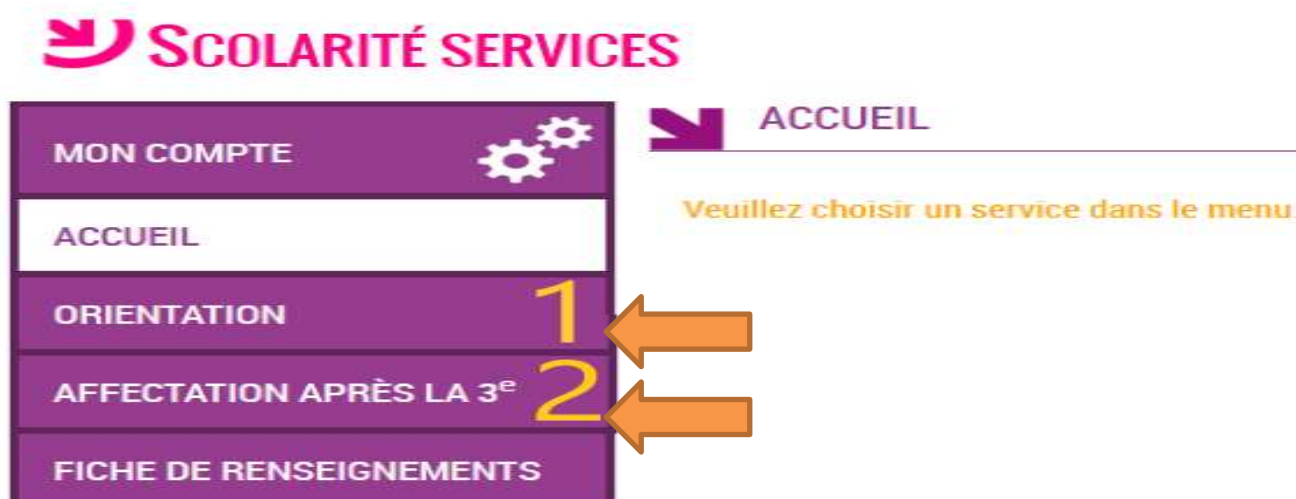 SCOLARITÉ SERVICES
MON COMPTE
ACCUEIL
ORIENTATION 1
AFFECTATION APRÈS LA 3e 2
FICHE DE RENSEIGNEMENTS
ACCUEIL
Veuillez choisir un service dans le menu.